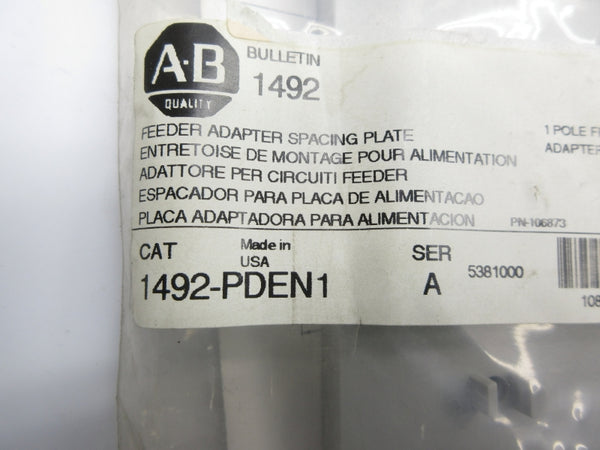 A-B
QUALITY
BULLETIN
1492
FEEDER ADAPTER SPACING PLATE
ENTRETOISE DE MONTAGE POUR ALIMENTATION
ADATTORE PER CIRCUITI FEEDER
ESPACADOR PARA PLACA DE ALIMENTACAO
PLACA ADAPTADORA PARA ALIMENTACION
1 POLE
ADAPTER
PN-106873
CAT
Made in
USA
SER
1492-PDEN1
A
5381000